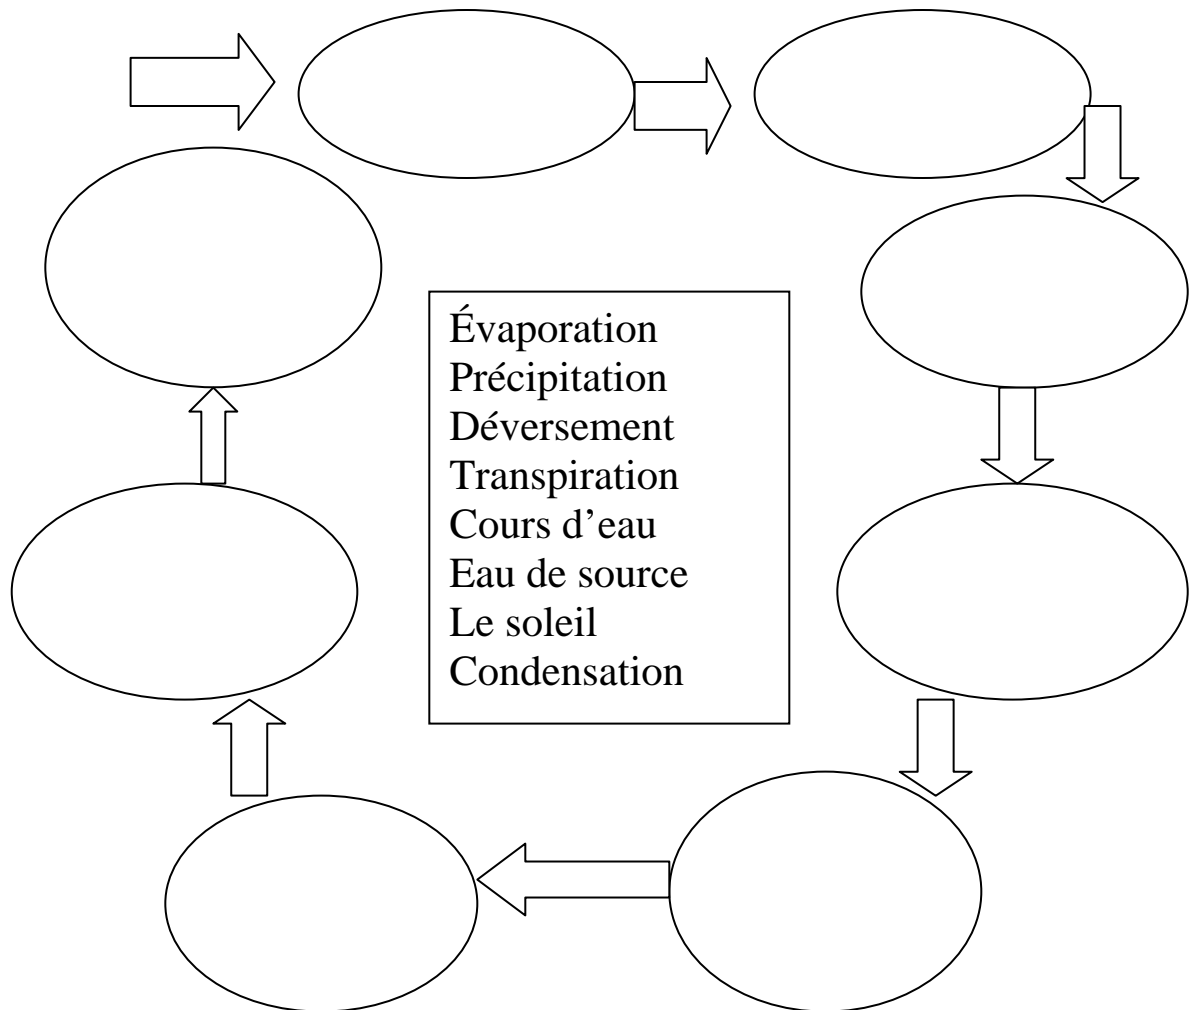 Évaporation
Précipitation
Déversement
Transpiration
Cours d’eau
Eau de source
Le soleil
Condensation